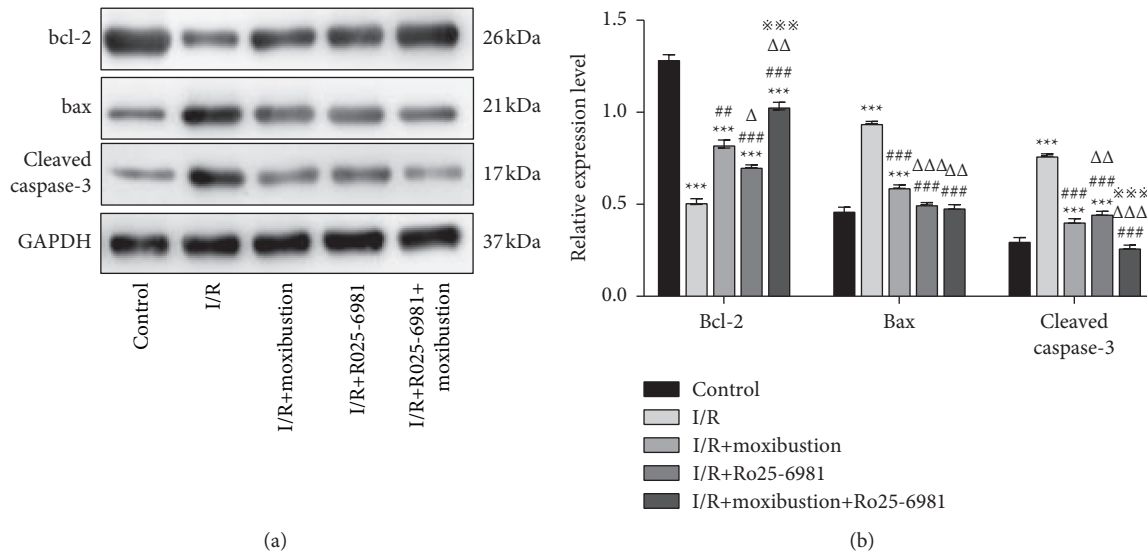 bcl-2
26 kDa
bax
21 kDa
Cleaved
caspase-3
17 kDa
GAPDH
37 kDa
Control
I/R
I/R+moxibustion
I/R+R025-6981
I/R+R025-6981+
moxibustion
(a)
Relative expression level
1.5
1.0
0.5
0.0
***
##
***
Δ
###
***
※※※
ΔΔ
###
***
***
###
***
ΔΔΔ
###
ΔΔ
###
***
###
***
ΔΔ
###
***
※※※
ΔΔΔ
###
Bcl-2
Bax
Cleaved
caspase-3
Control
I/R
I/R+moxibustion
I/R+Ro25-6981
I/R+moxibustion+Ro25-6981
(b)